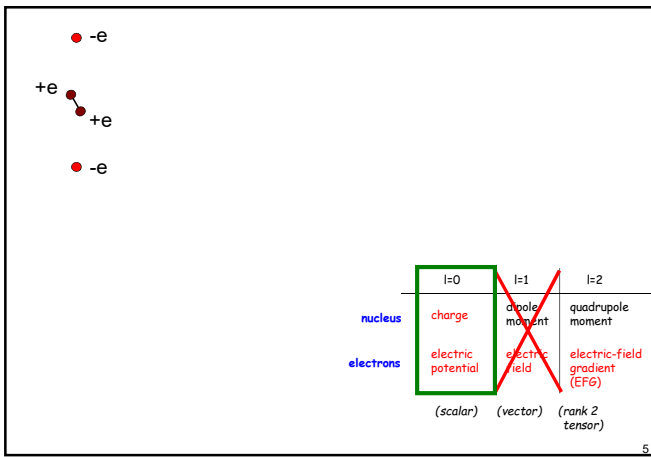 -e
+e
+e
-e
l=0 l=1 l=2
nucleus charge dipole moment quadrupole moment
electrons electric potential electric field electric-field gradient (EFG)
(scalar) (vector) (rank 2 tensor)
5